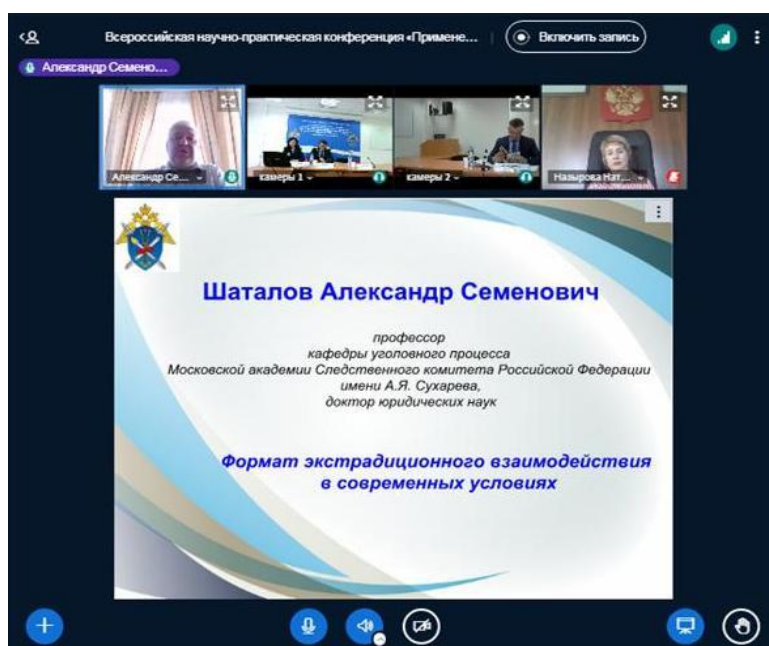 Всероссийская научно-практическая конференция «Примене...
Включить запись
Александр Семено...
Александр Се...
камеры 1
камеры 2
Назырова Нат...
Шаталов Александр Семенович
профессор
кафедры уголовного процесса
Московской академии Следственного комитета Российской Федерации
имени А.Я. Сухарева,
доктор юридических наук
Формат экстрадиционного взаимодействия
в современных условиях